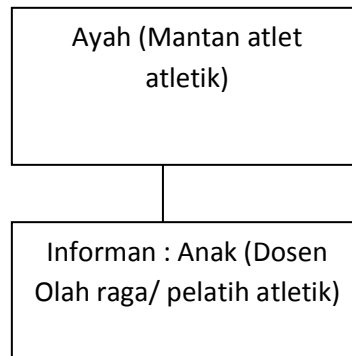 Ayah (Mantan atlet
atletik)
Informan : Anak (Dosen
Olah raga/ pelatih atletik)